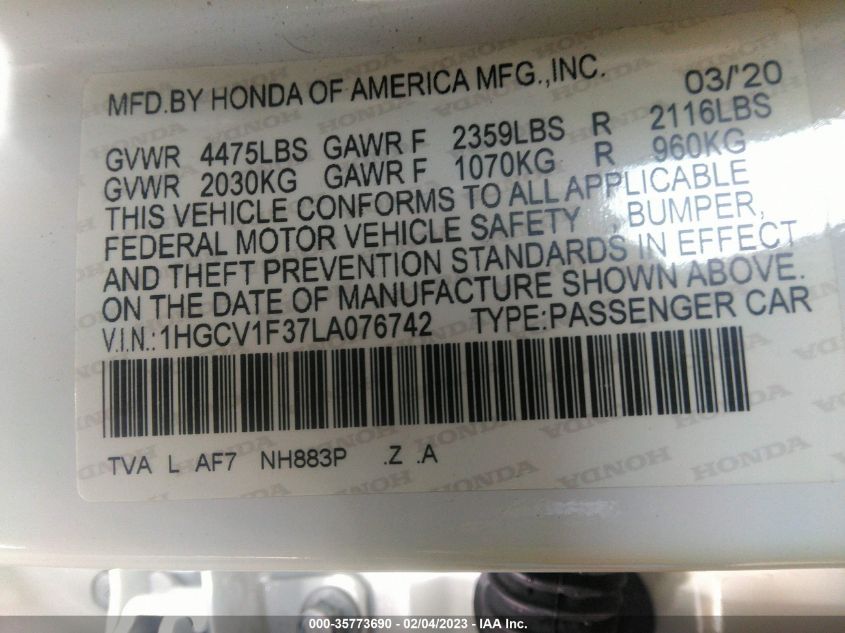 MFD.BY HONDA OF AMERICA MFG.,INC. 03/'20
GVWR 4475LBS GAWR F 2359LBS R 2116LBS
GVWR 2030KG GAWR F 1070KG R 960KG
THIS VEHICLE CONFORMS TO ALL APPLICABLE
FEDERAL MOTOR VEHICLE SAFETY , BUMPER,
AND THEFT PREVENTION STANDARDS IN EFFECT
ON THE DATE OF MANUFACTURE SHOWN ABOVE.
V.I.N.:1HGCV1F37LA076742 TYPE:PASSENGER CAR
TVA L AF7 NH883P .Z .A
000-35773690 - 02/04/2023 - IAA Inc.